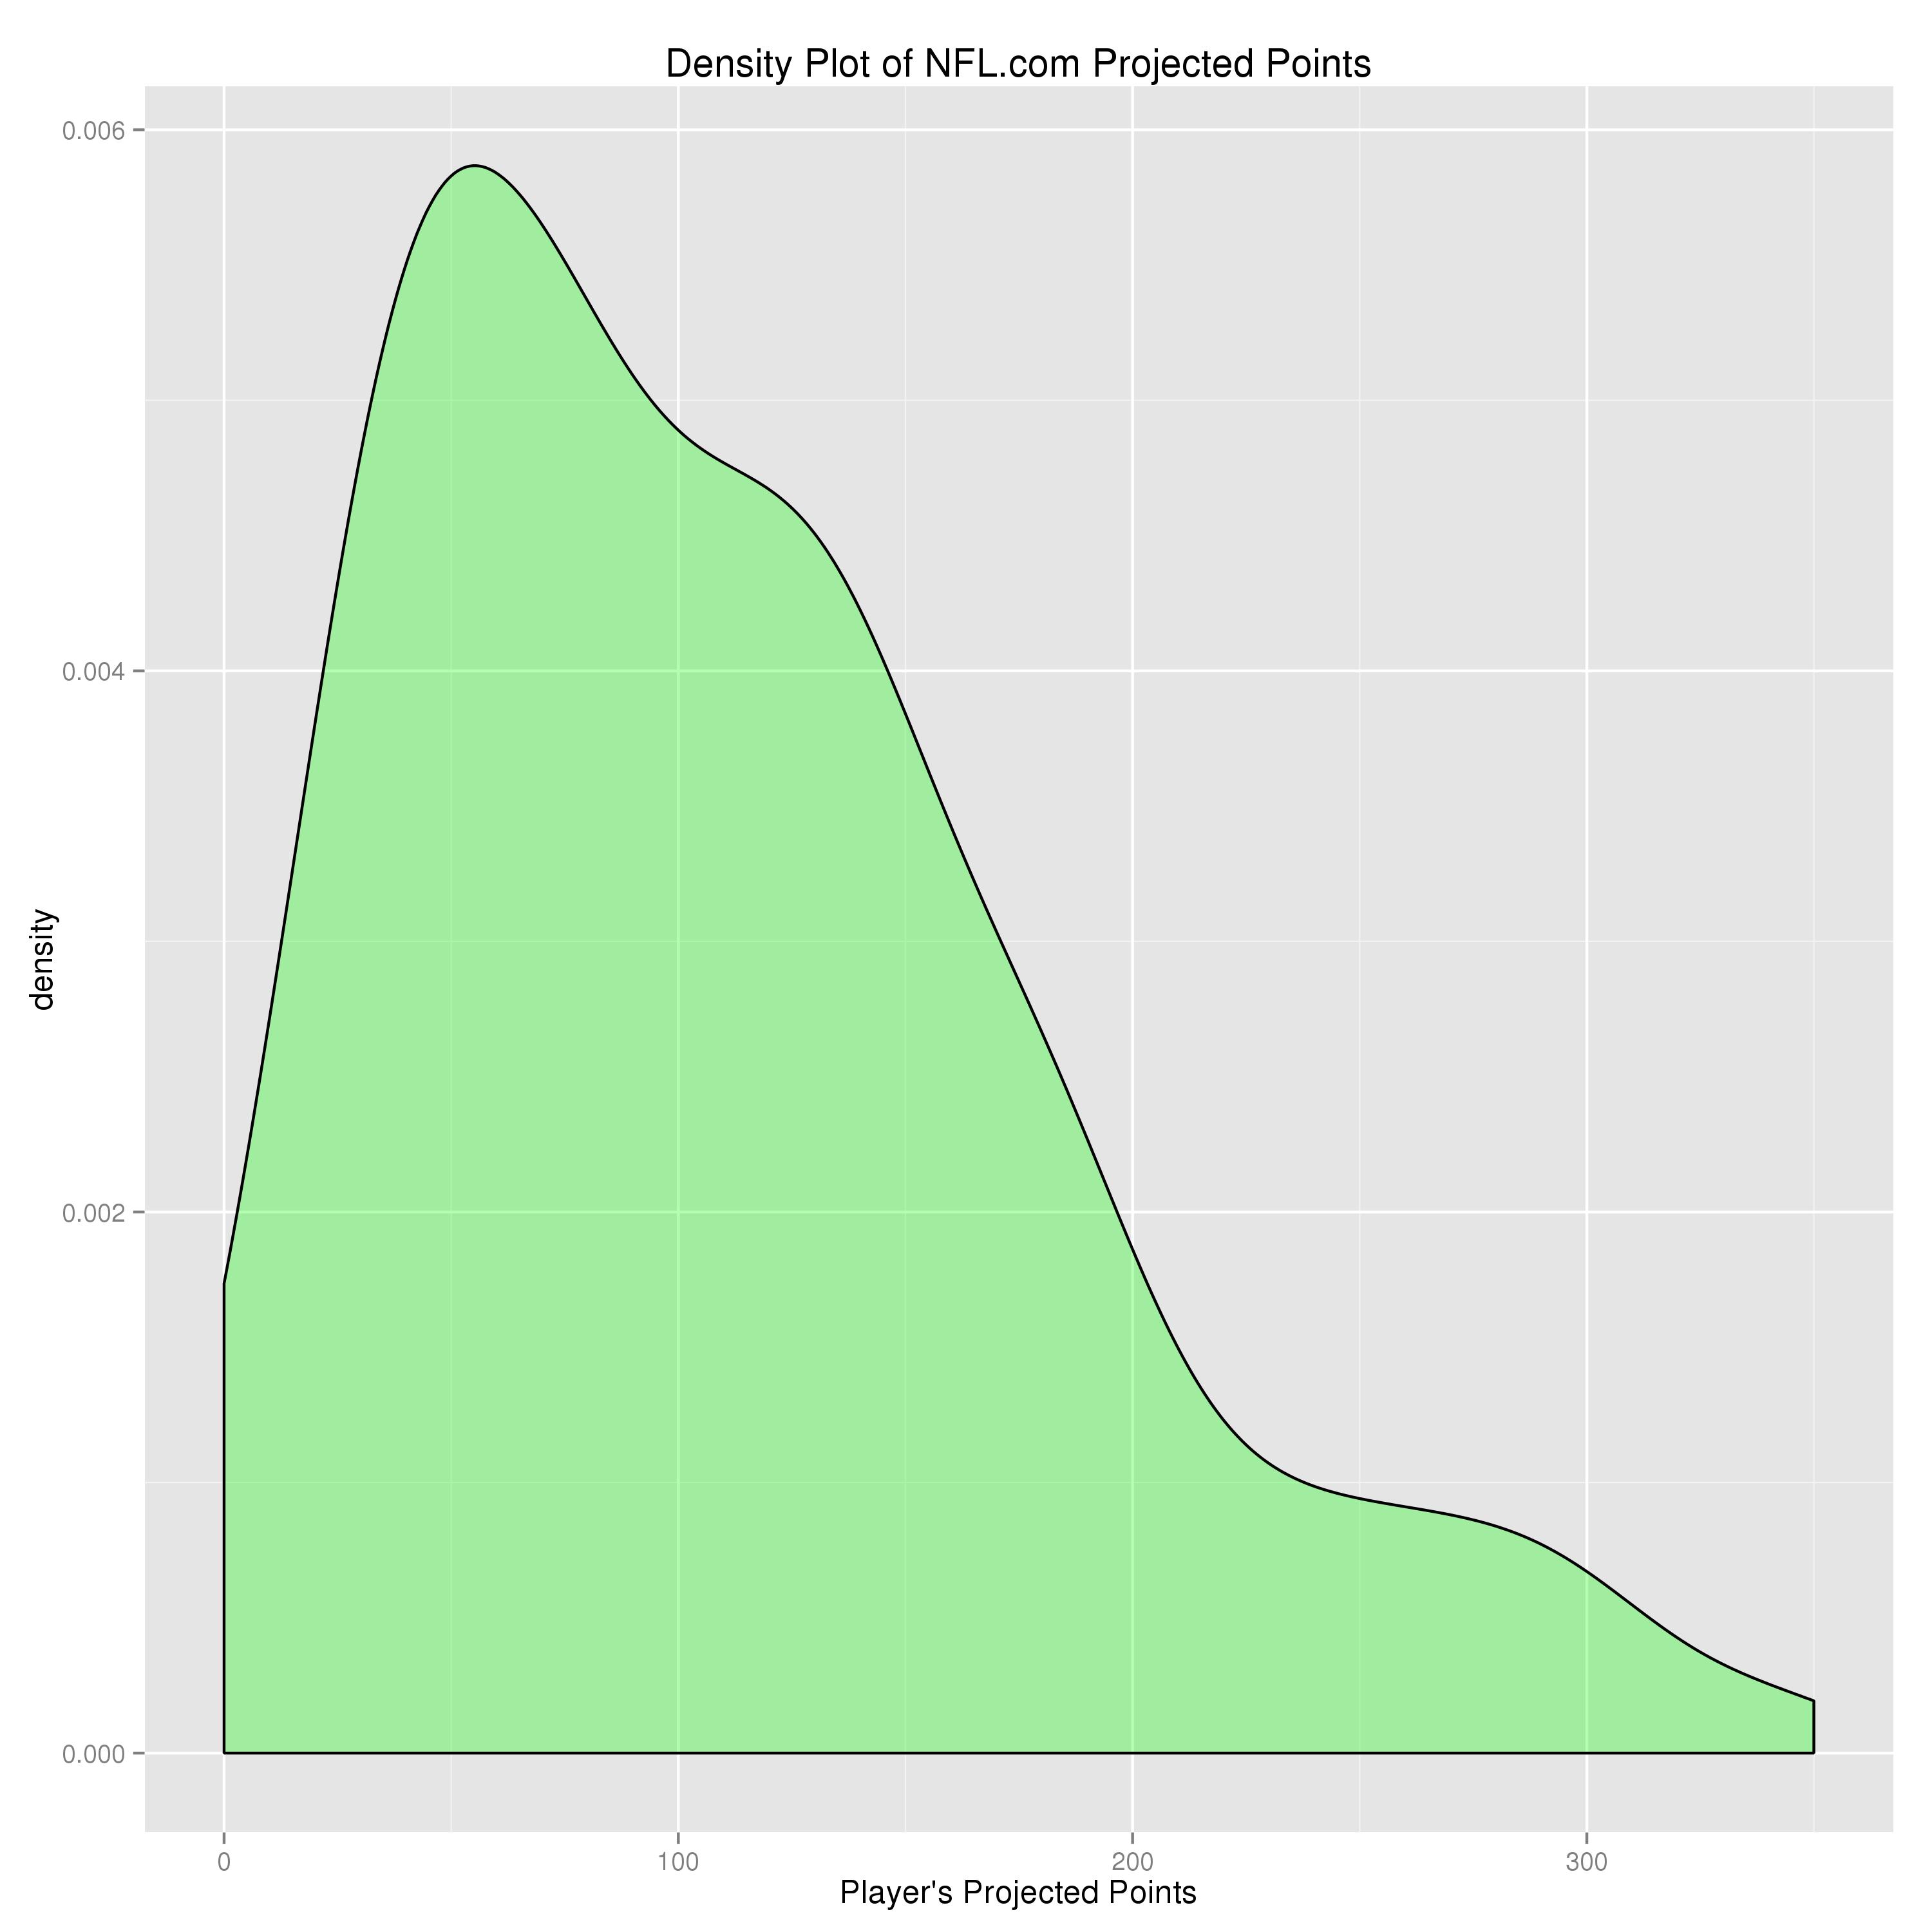 Density Plot of NFL.com Projected Points
0.006
0.004
0.002
0.000
density
0 100 200 300
Player's Projected Points